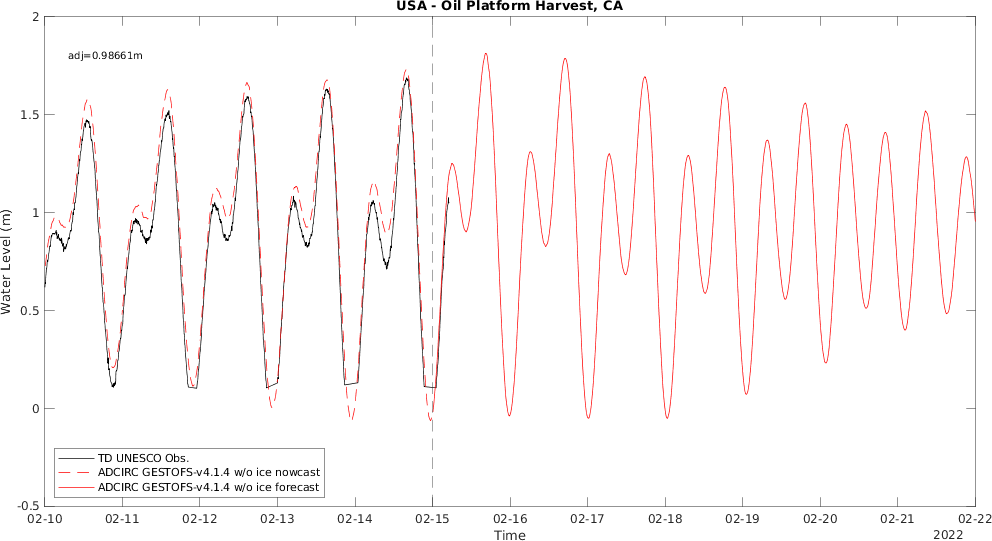 USA - Oil Platform Harvest, CA
adj=0.98661m
Water Level (m)
2
1.5
1
0.5
0
-0.5
TD UNESCO Obs.
ADCIRC GESTOFS-v4.1.4 w/o ice nowcast
ADCIRC GESTOFS-v4.1.4 w/o ice forecast
02-10 02-11 02-12 02-13 02-14 02-15 02-16 02-17 02-18 02-19 02-20 02-21 02-22
Time
2022